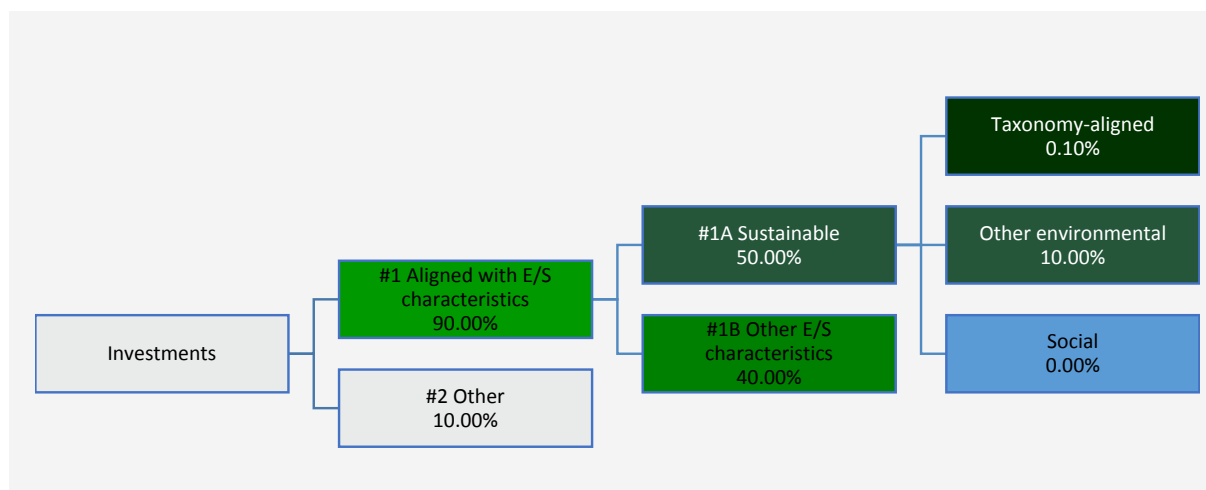 Investments
#1 Aligned with E/S
characteristics
90.00%
#2 Other
10.00%
#1A Sustainable
50.00%
#1B Other E/S
characteristics
40.00%
Taxonomy-aligned
0.10%
Other environmental
10.00%
Social
0.00%